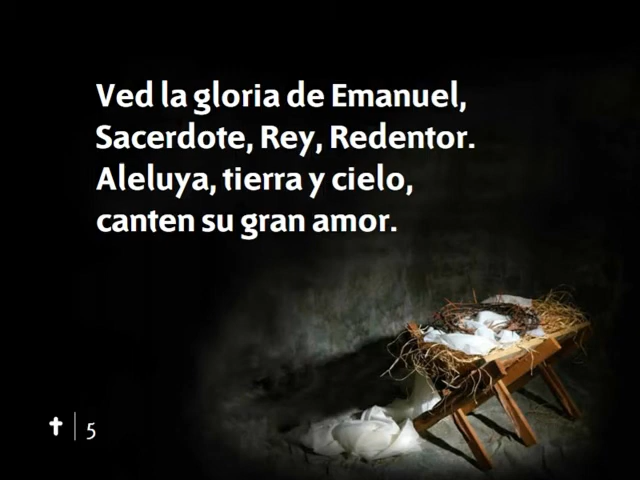 Ved la gloria de Emanuel,
Sacerdote, Rey, Redentor.
Aleluya, tierra y cielo,
canten su gran amor.
5